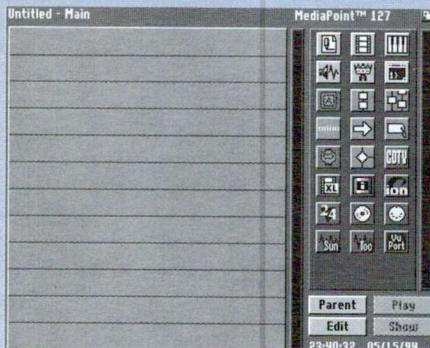 Untitled - Main
MediaPoint™ 127
CDTV
XL
ion
24
Sun
Toc
Vu Port
Parent
Play
Edit
Show
23:40:32 05/15/94